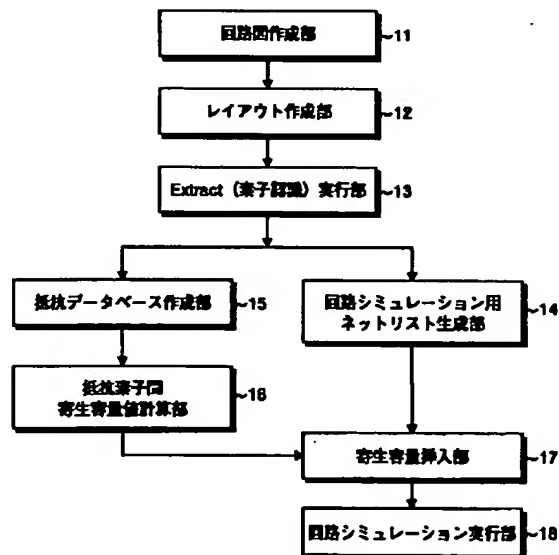 回路図作成部
~11
レイアウト作成部
~12
Extract（素子認識）実行部
~13
抵抗データベース作成部
~15
回路シミュレーション用
ネットリスト生成部
~14
抵抗素子間
寄生容量値計算部
~16
寄生容量挿入部
~17
回路シミュレーション実行部
~18